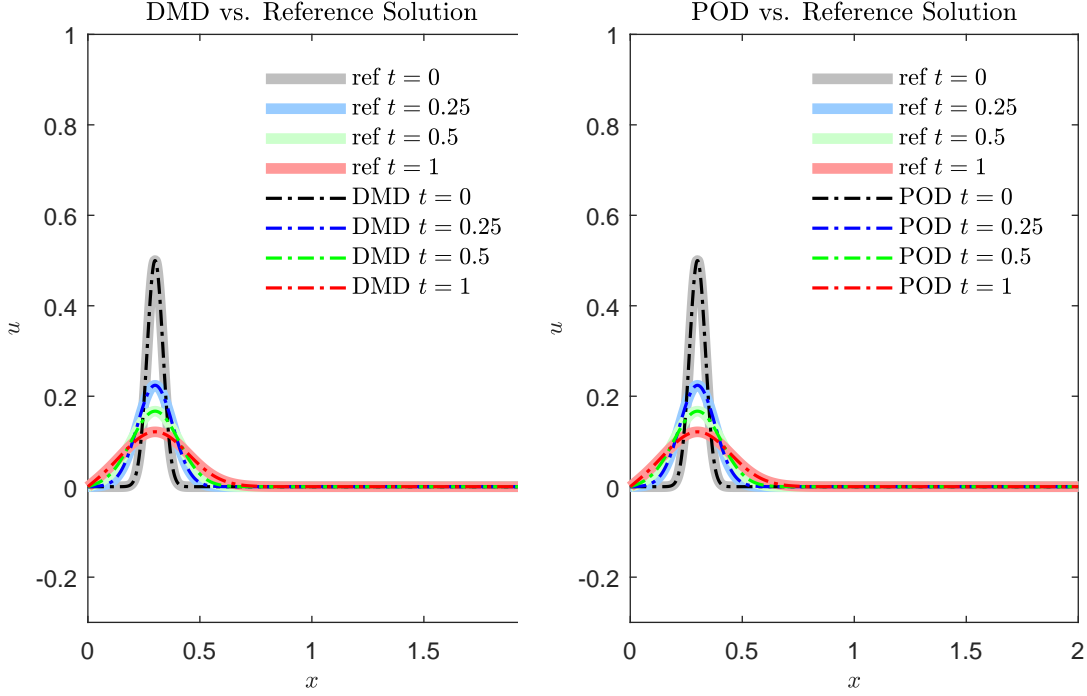 DMD vs. Reference Solution
1
0.8
0.6
0.4
0.2
0
-0.2
u
ref t = 0
ref t = 0.25
ref t = 0.5
ref t = 1
DMD t = 0
DMD t = 0.25
DMD t = 0.5
DMD t = 1
0 0.5 1 1.5
x
POD vs. Reference Solution
1
0.8
0.6
0.4
0.2
0
-0.2
u
ref t = 0
ref t = 0.25
ref t = 0.5
ref t = 1
POD t = 0
POD t = 0.25
POD t = 0.5
POD t = 1
0 0.5 1 1.5 2
x